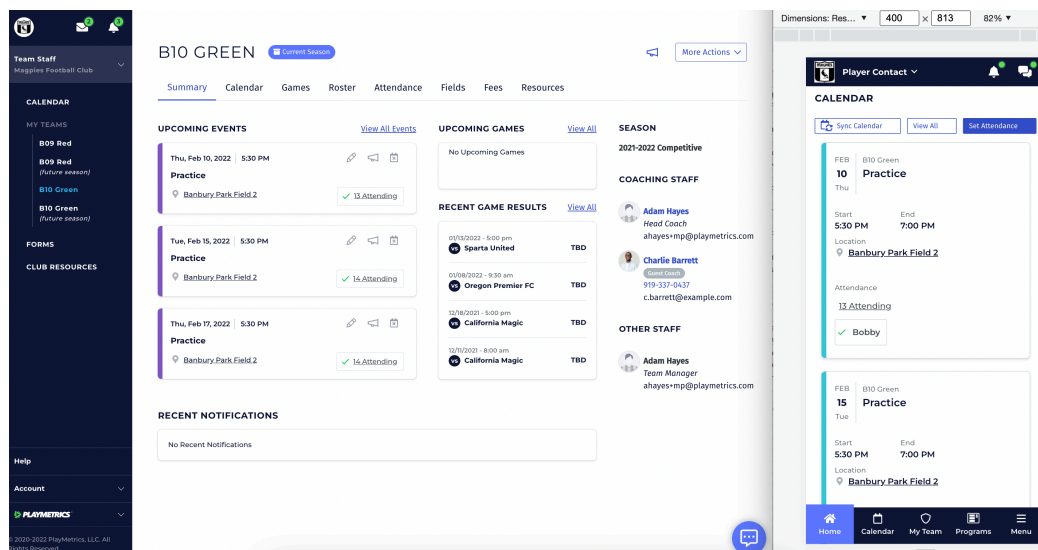 2
3
Team Staff
Magpies Football Club
CALENDAR
MY TEAMS
B09 Red
B09 Red
(future season)
B10 Green
B10 Green
(future season)
FORMS
CLUB RESOURCES
Help
Account
PLAYMETRICS
© 2020-2022 PlayMetrics, LLC. All
Rights Reserved
B10 GREEN
Current Season
More Actions
Summary Calendar Games Roster Attendance Fields Fees Resources
UPCOMING EVENTS View All Events
Thu, Feb 10, 2022 5:30 PM
Practice
Banbury Park Field 2
13 Attending
Tue, Feb 15, 2022 5:30 PM
Practice
Banbury Park Field 2
14 Attending
Thu, Feb 17, 2022 5:30 PM
Practice
Banbury Park Field 2
14 Attending
UPCOMING GAMES View All
No Upcoming Games
RECENT GAME RESULTS View All
01/13/2022 - 5:00 pm
vs Sparta United TBD
01/08/2022 - 9:30 am
vs Oregon Premier FC TBD
12/18/2021 - 5:00 pm
vs California Magic TBD
12/11/2021 - 8:00 am
vs California Magic TBD
SEASON
2021-2022 Competitive
COACHING STAFF
Adam Hayes
Head Coach
ahayes+mp@playmetrics.com
Charlie Barrett
Guest Coach
919-337-0437
c.barrett@example.com
OTHER STAFF
Adam Hayes
Team Manager
ahayes+mp@playmetrics.com
RECENT NOTIFICATIONS
No Recent Notifications
Dimensions: Res... ▼ 400 x 813 82% ▼
Player Contact
CALENDAR
Sync Calendar View All Set Attendance
FEB B10 Green
10 Practice
Thu
Start End
5:30 PM 7:00 PM
Location
Banbury Park Field 2
Attendance
13 Attending
Bobby
FEB B10 Green
15 Practice
Tue
Start End
5:30 PM 7:00 PM
Location
Banbury Park Field 2
Home Calendar My Team Programs Menu